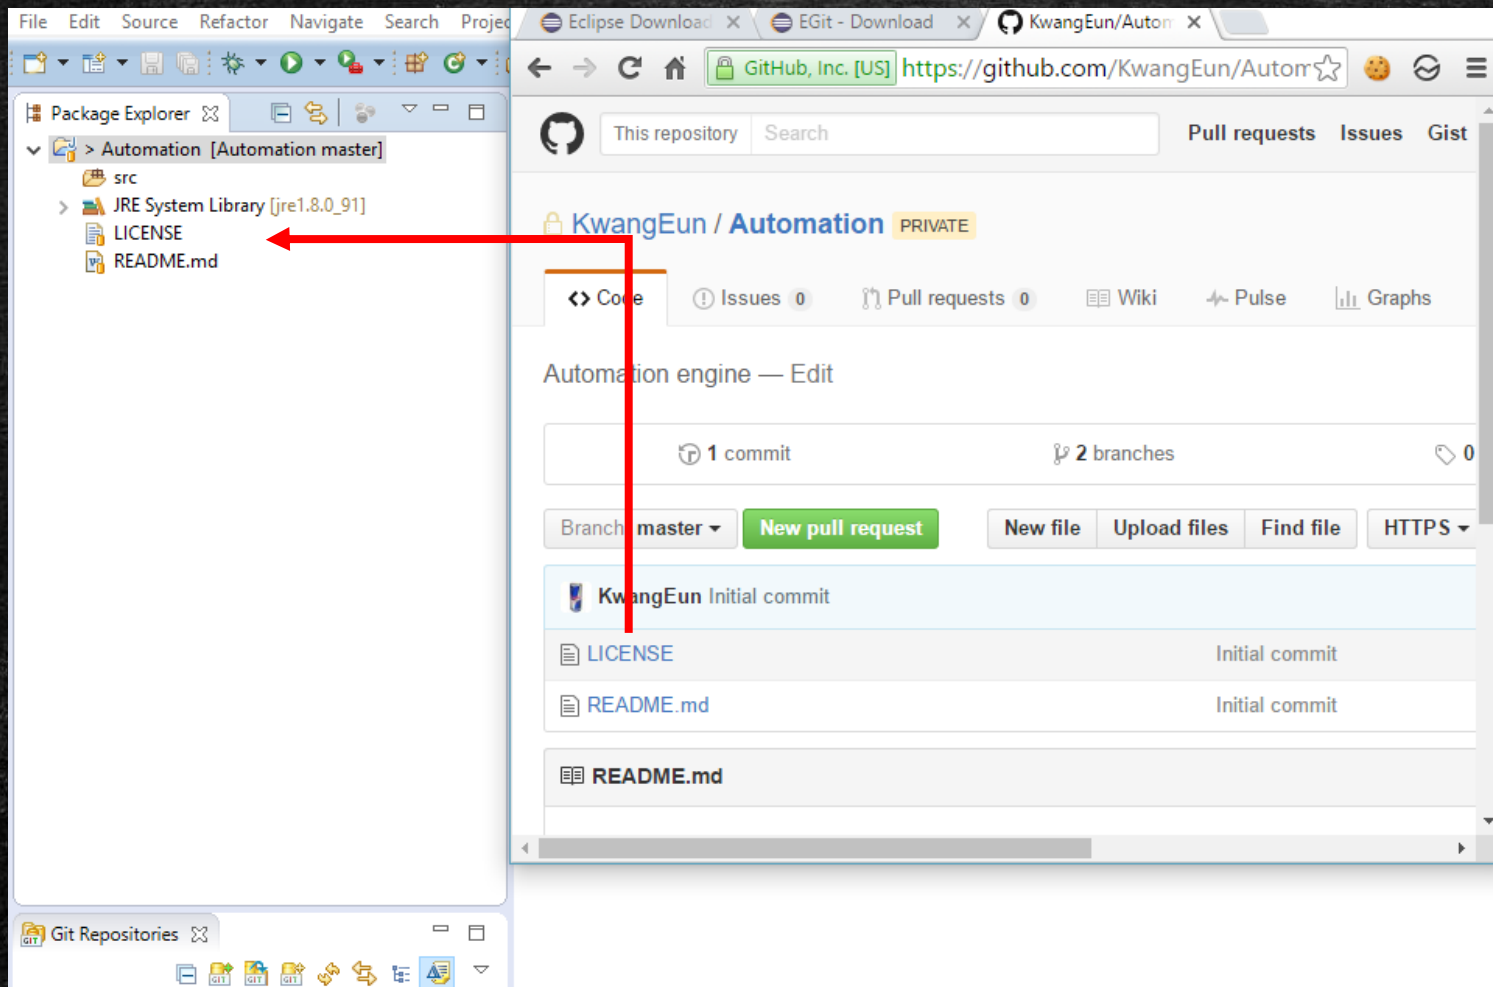 File Edit Source Refactor Navigate Search Projec
Package Explorer
> Automation [Automation master]
src
JRE System Library [jre1.8.0_91]
LICENSE
README.md
Git Repositories
Eclipse Download
EGit - Download
KwangEun/Autom
GitHub, Inc. [US] https://github.com/KwangEun/Autom
This repository Search Pull requests Issues Gist
KwangEun / Automation PRIVATE
Code Issues 0 Pull requests 0 Wiki Pulse Graphs
Automation engine — Edit
1 commit 2 branches 0
Branch: master New pull request New file Upload files Find file HTTPS
KwangEun Initial commit
LICENSE Initial commit
README.md Initial commit
README.md